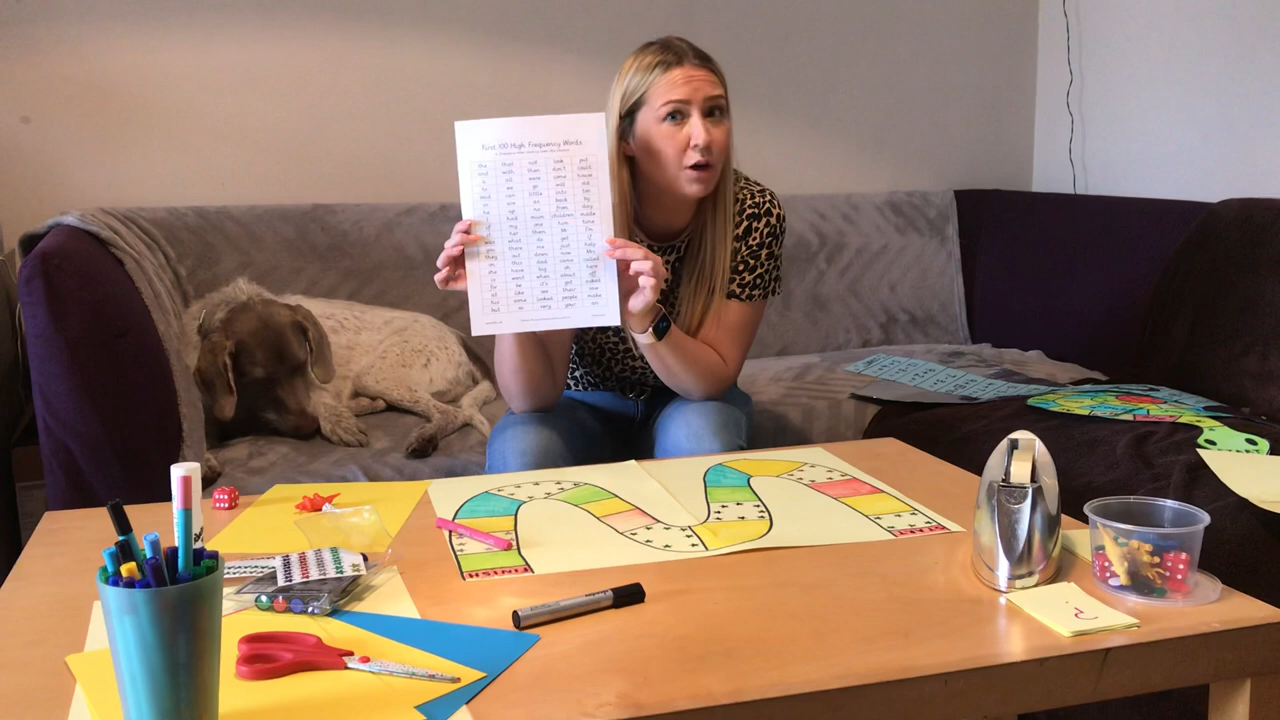 First 100 High Frequency Words
the that not look put
and with then don't could
a all were come house
to we go will old
said can little into too
in are as back by
he up no from day
had mum children made
my one him time
her them Mr I'm
was what do get if
you there me just help
they out down now Mrs
on this dad came called
she have big oh here
is went when about off
for be it's got asked
at like see their saw
his some looked people make
but so very your an
FINISH
START
?